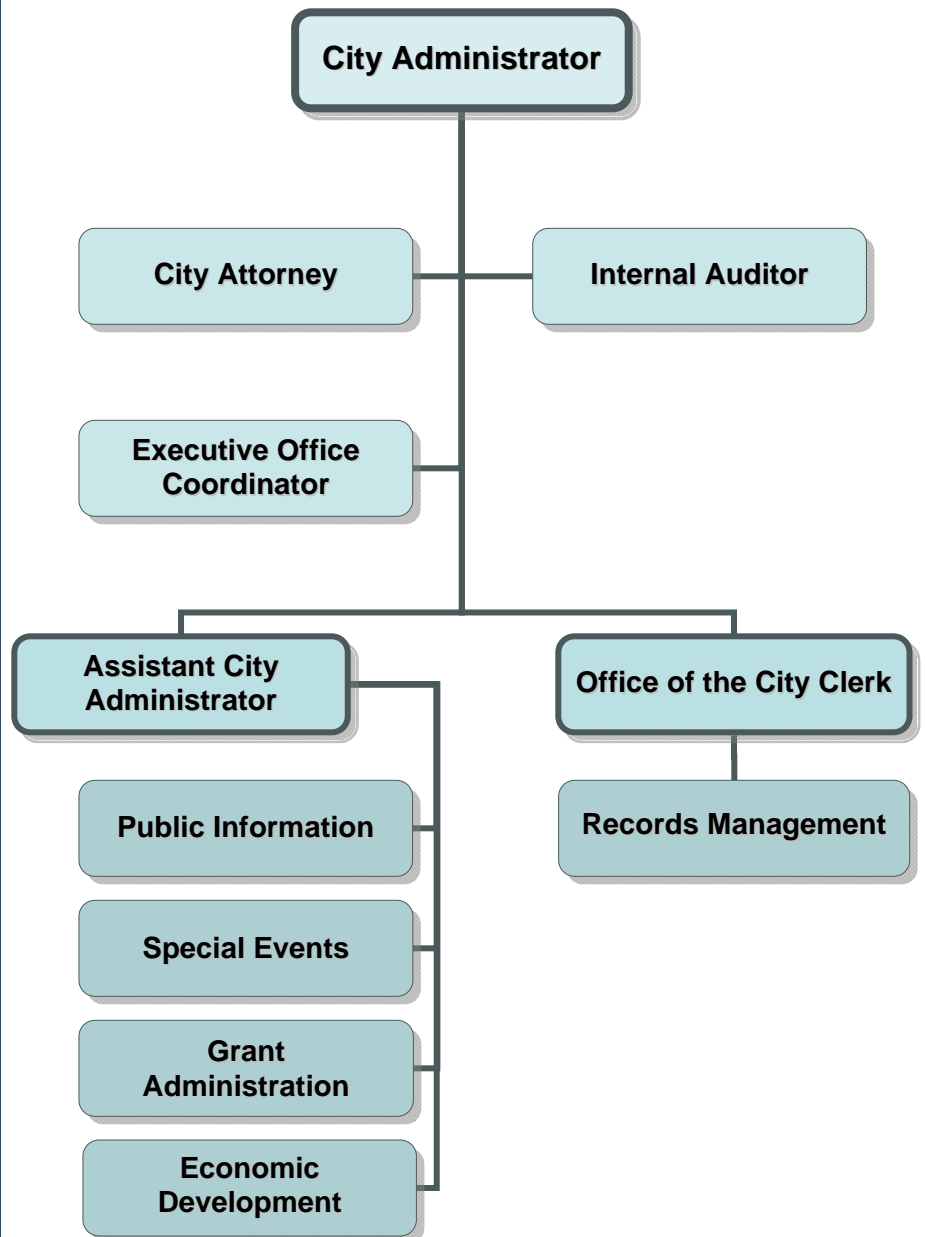 City Administrator
City Attorney
Internal Auditor
Executive Office
Coordinator
Assistant City
Administrator
Office of the City Clerk
Public Information
Records Management
Special Events
Grant
Administration
Economic
Development